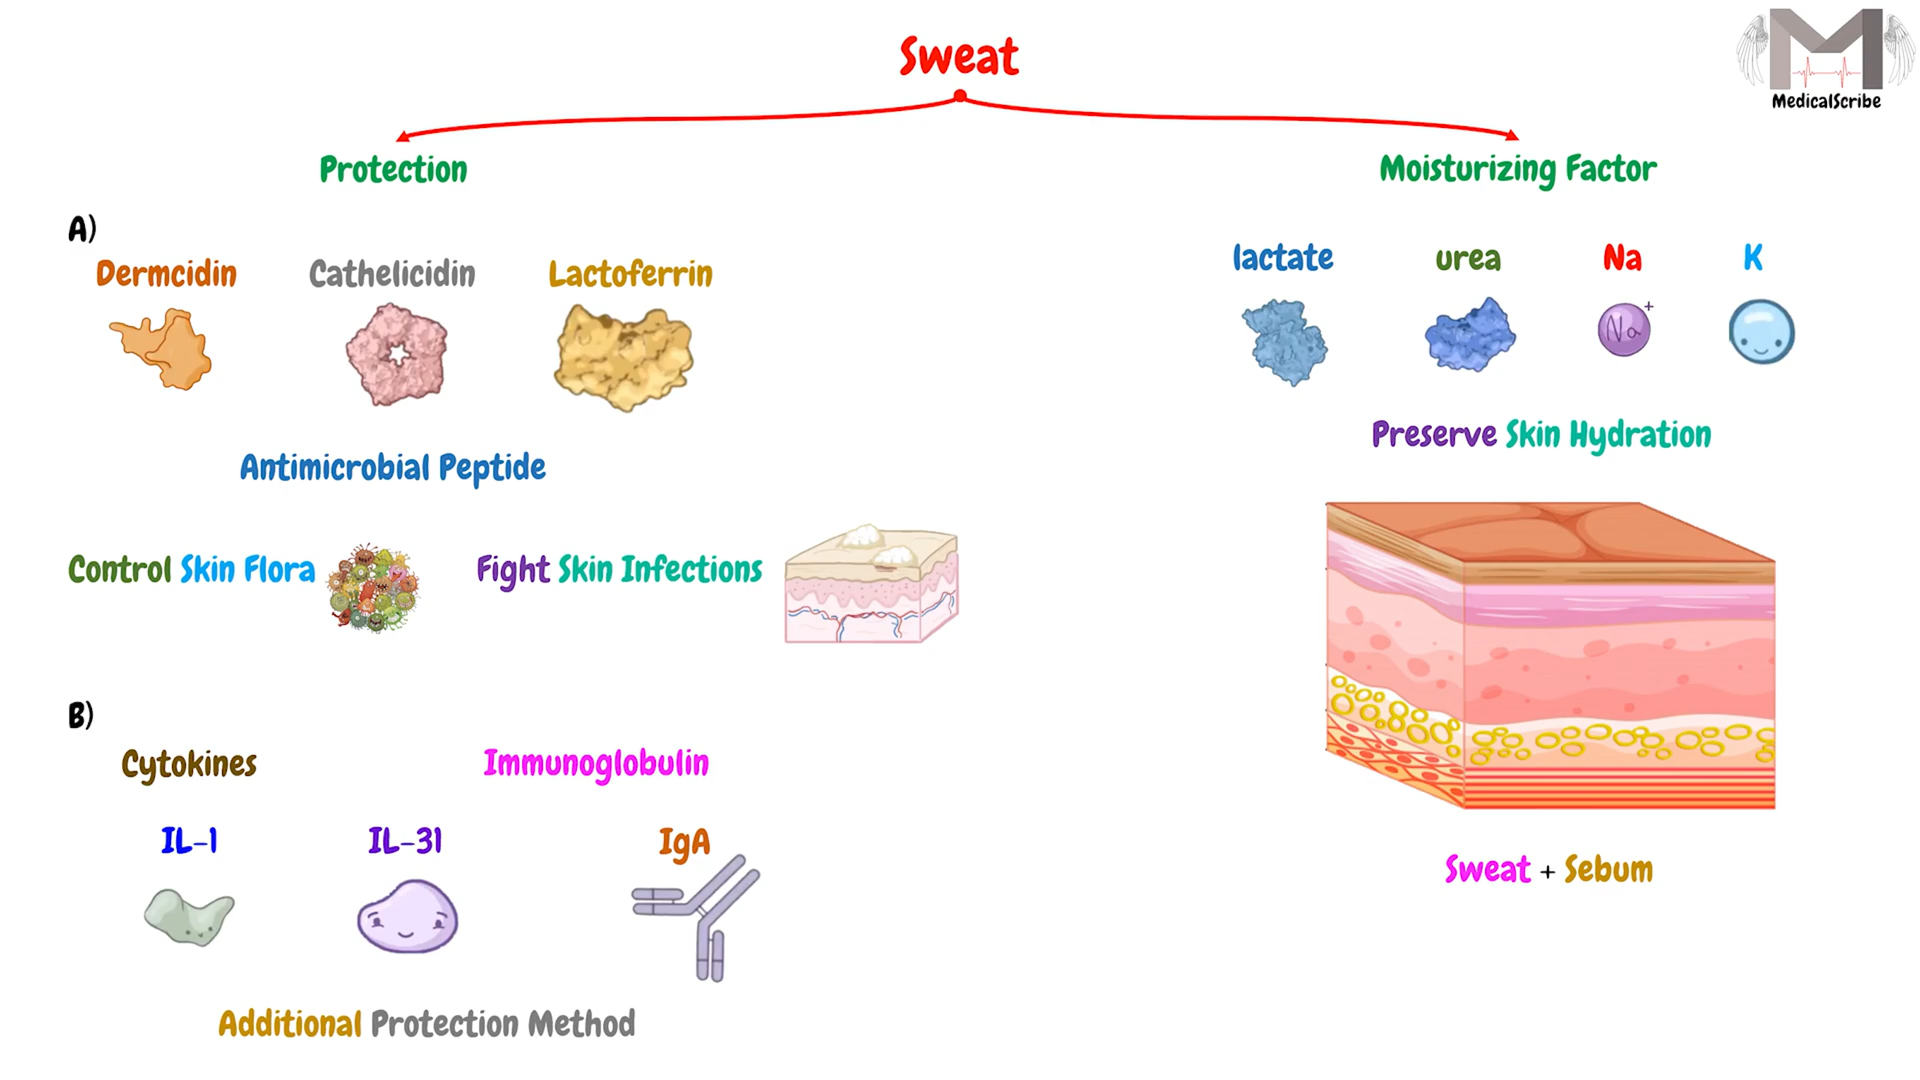 Sweat
MedicalScribe
Protection
Moisturizing Factor
A)
Dermcidin
Cathelicidin
Lactoferrin
lactate
urea
Na
K
Na+
Antimicrobial Peptide
Preserve Skin Hydration
Control Skin Flora
Fight Skin Infections
B)
Cytokines
Immunoglobulin
IL-1
IL-31
IgA
Sweat + Sebum
Additional Protection Method